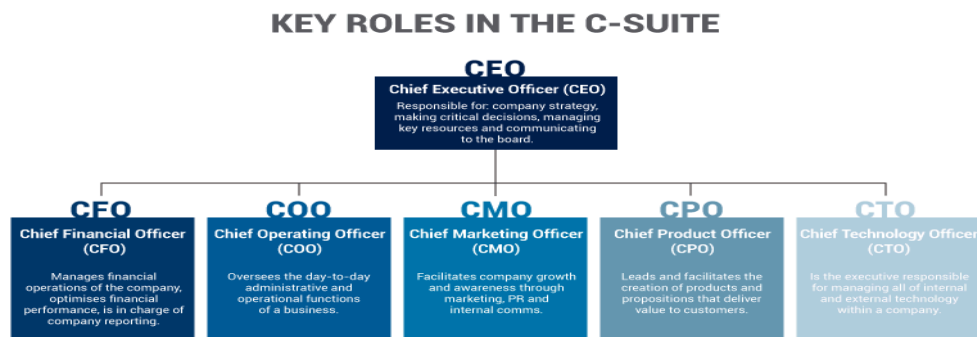 KEY ROLES IN THE C-SUITE
CEO
Chief Executive Officer (CEO)
Responsible for: company strategy,
making critical decisions, managing
key resources and communicating
to the board.
CFO
Chief Financial Officer
(CFO)
Manages financial
operations of the company,
optimises financial
performance, is in charge of
company reporting.
COO
Chief Operating Officer
(COO)
Oversees the day-to-day
administrative and
operational functions
of a business.
CMO
Chief Marketing Officer
(CMO)
Facilitates company growth
and awareness through
marketing, PR and
internal comms.
CPO
Chief Product Officer
(CPO)
Leads and facilitates the
creation of products and
propositions that deliver
value to customers.
CTO
Chief Technology Officer
(CTO)
Is the executive responsible
for managing all of internal
and external technology
within a company.